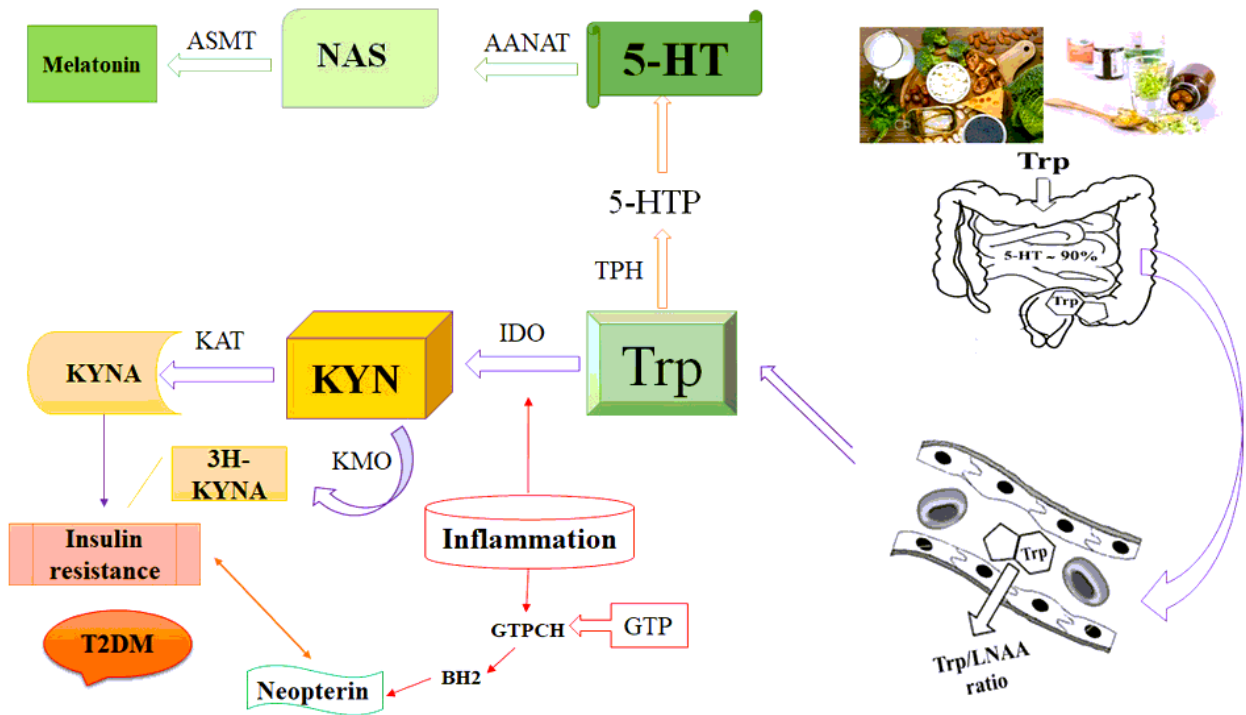 Melatonin
ASMT
NAS
AANAT
5-HT
Trp
5-HTP
5-HT ~ 90%
TPH
Trp
KYNA
KAT
KYN
IDO
Trp
3H-
KYNA
KMO
Insulin
resistance
Inflammation
Trp
T2DM
GTPCH
GTP
Trp/LNAA
ratio
BH2
Neopterin